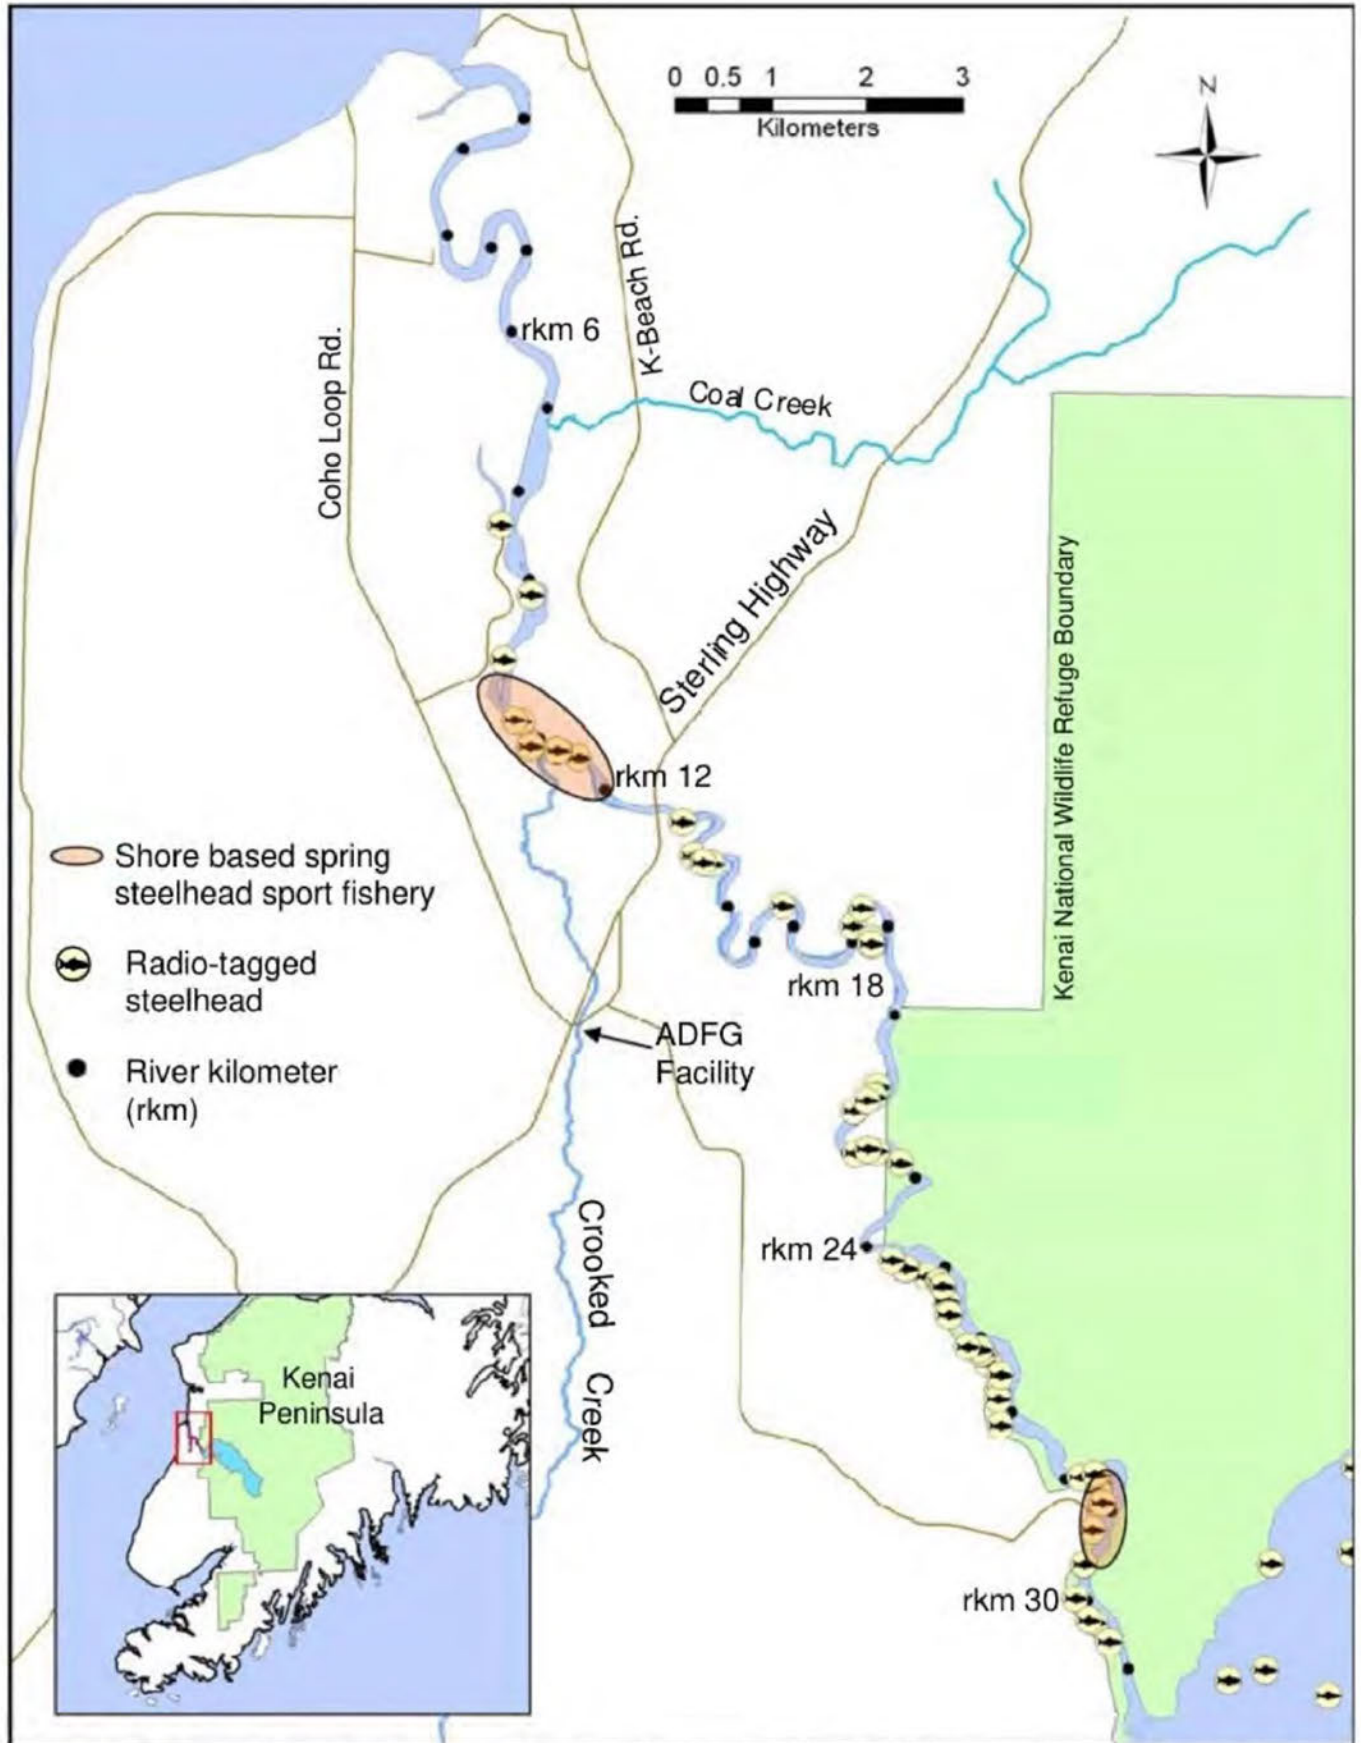 0 0.5 1 2 3
Kilometers
N
K-Beach Rd.
rkm 6
Coho Loop Rd.
Coal Creek
Sterling Highway
Kenai National Wildlife Refuge Boundary
rkm 12
Shore based spring
steelhead sport fishery
Radio-tagged
steelhead
rkm 18
ADFG
Facility
River kilometer
(rkm)
Crooked Creek
rkm 24
Kenai
Peninsula
rkm 30